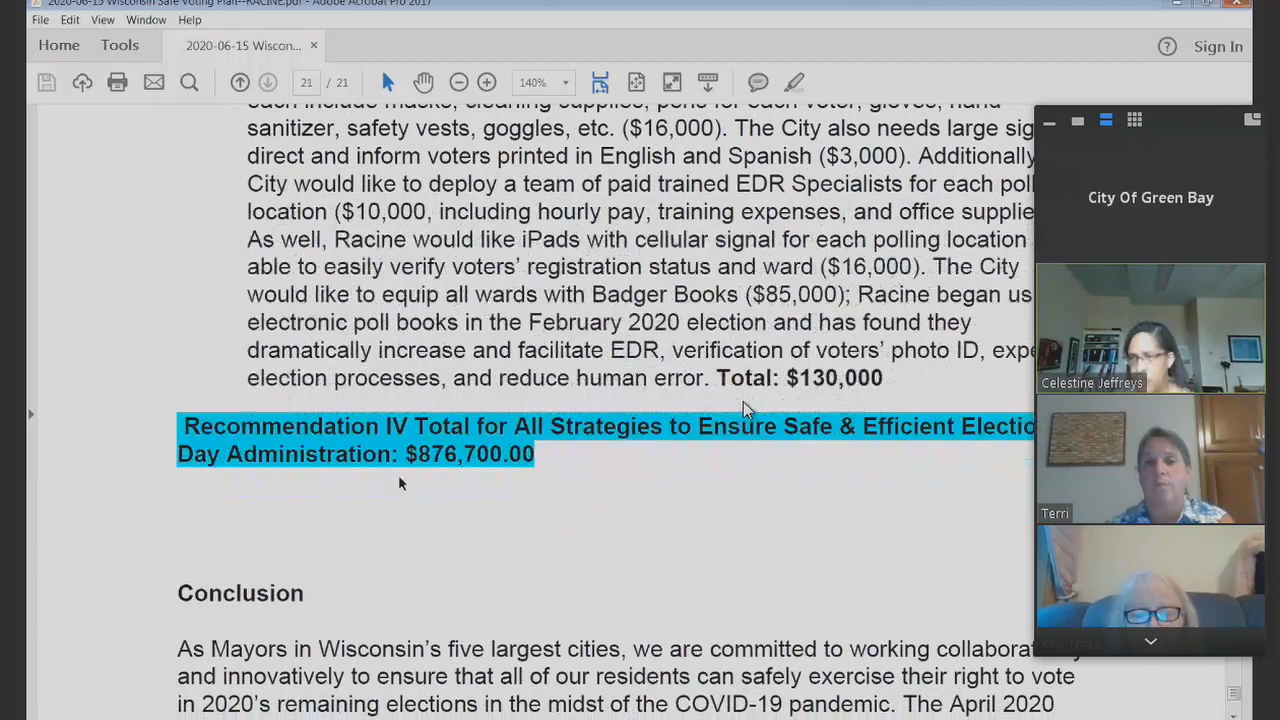 2020-06-15 Wisconsin Safe Voting Plan--RACINE.pdf - Adobe Acrobat Pro 2017
File Edit View Window Help
Home Tools 2020-06-15 Wiscon... × Sign In
21 / 21 140%
each include masks, cleaning supplies, pens for each voter, gloves, hand
sanitizer, safety vests, goggles, etc. ($16,000). The City also needs large sig
direct and inform voters printed in English and Spanish ($3,000). Additionally
City would like to deploy a team of paid trained EDR Specialists for each poll
location ($10,000, including hourly pay, training expenses, and office supplie
As well, Racine would like iPads with cellular signal for each polling location
able to easily verify voters' registration status and ward ($16,000). The City
would like to equip all wards with Badger Books ($85,000); Racine began us
electronic poll books in the February 2020 election and has found they
dramatically increase and facilitate EDR, verification of voters' photo ID, expe
election processes, and reduce human error. Total: $130,000
Recommendation IV Total for All Strategies to Ensure Safe & Efficient Electio
Day Administration: $876,700.00
Conclusion
As Mayors in Wisconsin's five largest cities, we are committed to working collaborat
and innovatively to ensure that all of our residents can safely exercise their right to vote
in 2020's remaining elections in the midst of the COVID-19 pandemic. The April 2020
City Of Green Bay
Celestine Jeffreys
Terri